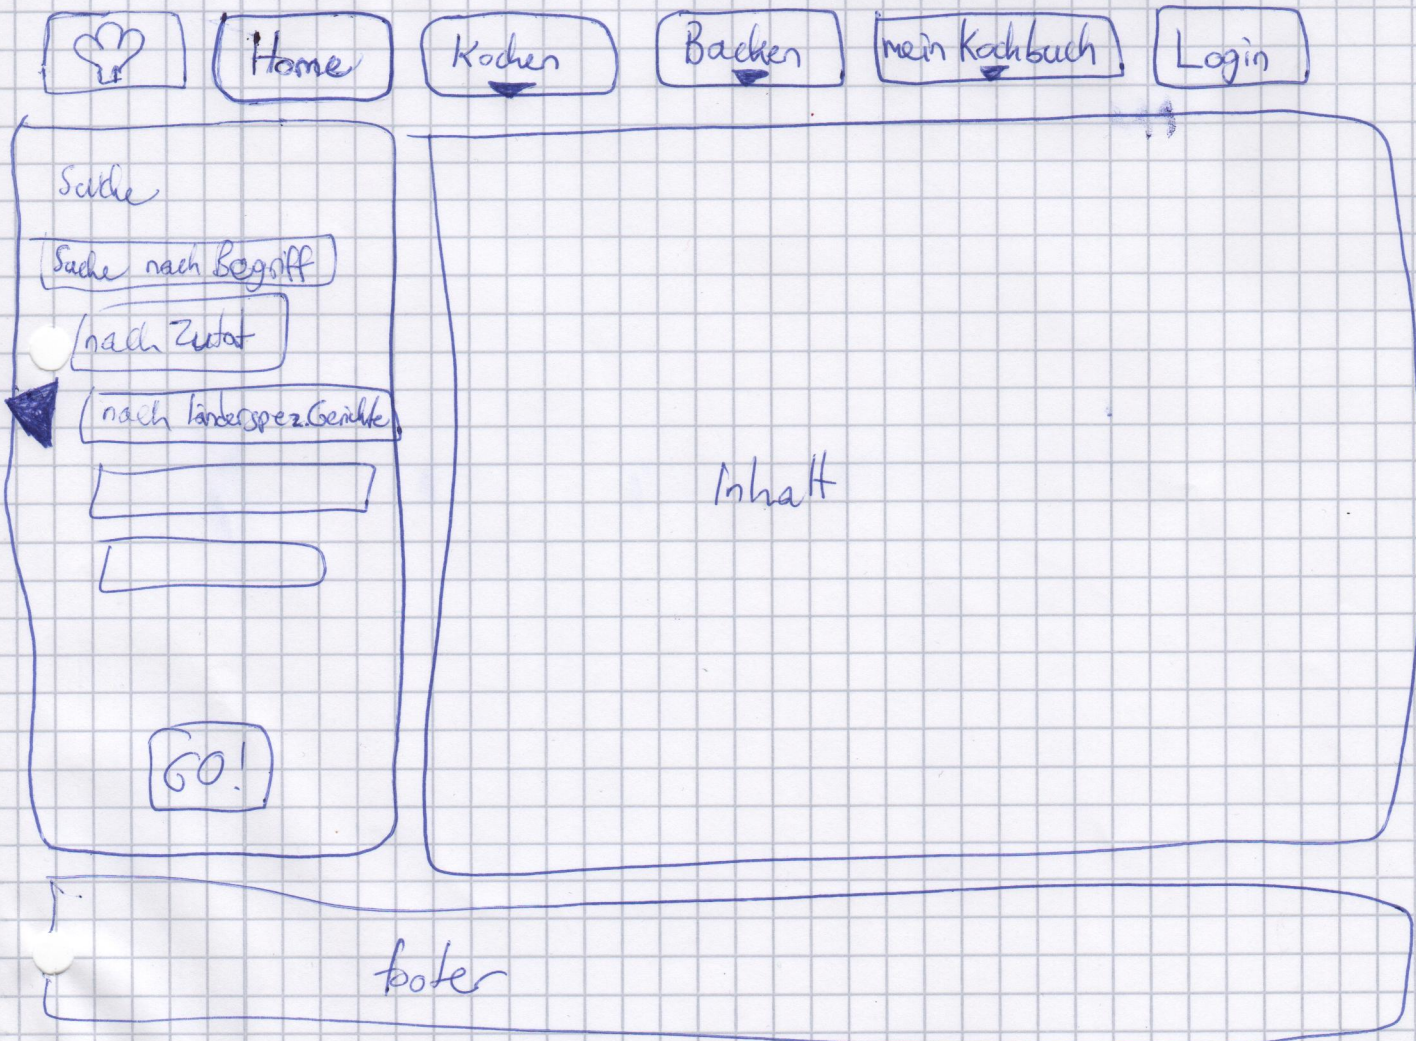 Home
Kochen
Backen
mein Kochbuch
Login
Suche
Suche nach Begriff
nach Zutat
nach länderspez. Gerichte
GO!
Inhalt
footer